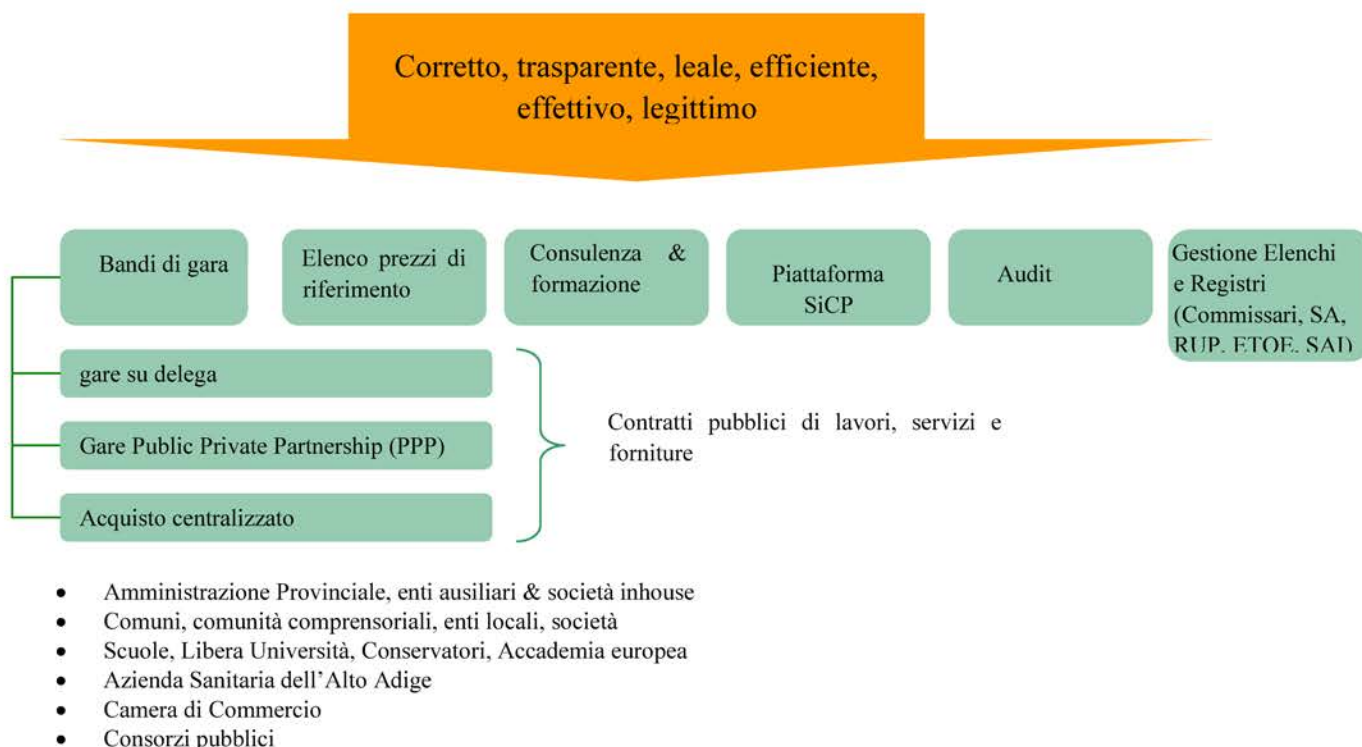 Corretto, trasparente, leale, efficiente,
effettivo, legittimo
Bandi di gara
Elenco prezzi di
riferimento
Consulenza &
formazione
Piattaforma
SiCP
Audit
Gestione Elenchi
e Registri
(Commissari, SA,
RUP, ETOE, SAI)
gare su delega
Gare Public Private Partnership (PPP)
Acquisto centralizzato
Contratti pubblici di lavori, servizi e
forniture
• Amministrazione Provinciale, enti ausiliari & società inhouse
• Comuni, comunità comprensoriali, enti locali, società
• Scuole, Libera Università, Conservatori, Accademia europea
• Azienda Sanitaria dell’Alto Adige
• Camera di Commercio
• Consorzi pubblici